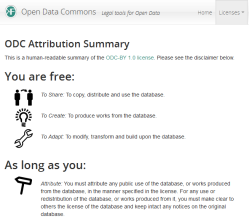 Open Data Commons - Legal tools for Open Data
Home
Licenses
ODC Attribution Summary
This is a human-readable summary of the ODC-BY 1.0 license. Please see the disclaimer below.
You are free:
To Share: To copy, distribute and use the database.
To Create: To produce works from the database.
To Adapt: To modify, transform and build upon the database.
As long as you:
Attribute: You must attribute any public use of the database, or works produced
from the database, in the manner specified in the license. For any use or
redistribution of the database, or works produced from it, you must make clear to
others the license of the database and keep intact any notices on the original
database.